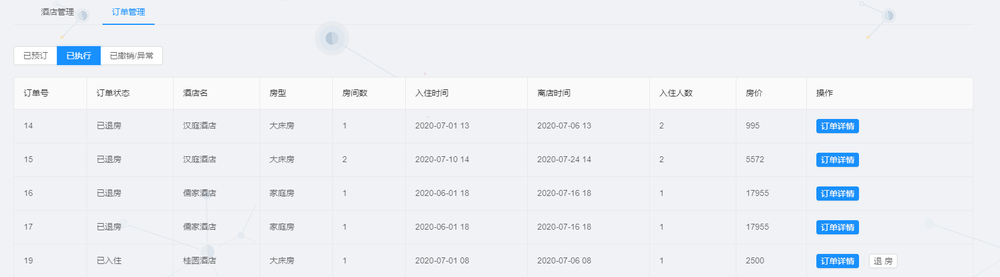 酒店管理 订单管理
已预订 已执行 已撤销/异常
订单号 订单状态 酒店名 房型 房间数 入住时间 离店时间 入住人数 房价 操作
14 已退房 汉庭酒店 大床房 1 2020-07-01 13 2020-07-06 13 2 995 订单详情
15 已退房 汉庭酒店 大床房 2 2020-07-10 14 2020-07-24 14 2 5572 订单详情
16 已退房 儒家酒店 家庭房 1 2020-06-01 18 2020-07-16 18 1 17955 订单详情
17 已退房 儒家酒店 家庭房 1 2020-06-01 18 2020-07-16 18 1 17955 订单详情
19 已入住 桂圆酒店 大床房 1 2020-07-01 08 2020-07-06 08 1 2500 订单详情 退 房